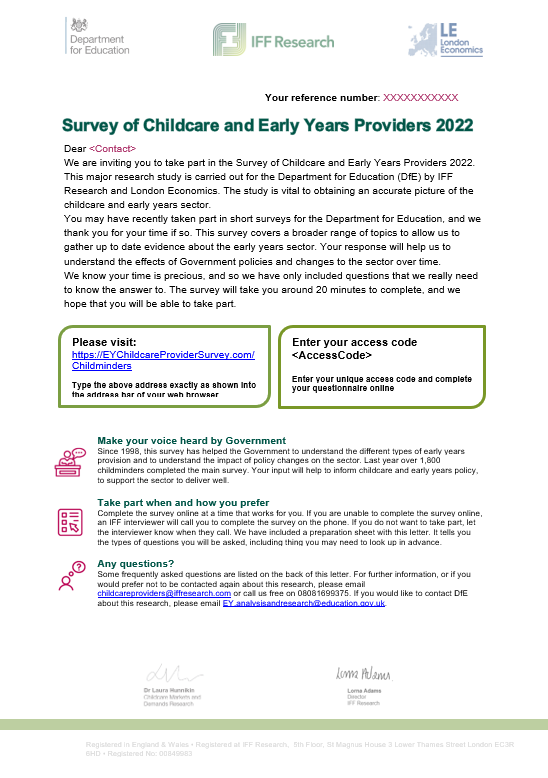 Department
for Education
IFF Research
LE
London
Economics
Your reference number: XXXXXXXXXXX
Survey of Childcare and Early Years Providers 2022
Dear <Contact>
We are inviting you to take part in the Survey of Childcare and Early Years Providers 2022.
This major research study is carried out for the Department for Education (DfE) by IFF
Research and London Economics. The study is vital to obtaining an accurate picture of the
childcare and early years sector.
You may have recently taken part in short surveys for the Department for Education, and we
thank you for your time if so. This survey covers a broader range of topics to allow us to
gather up to date evidence about the early years sector. Your response will help us to
understand the effects of Government policies and changes to the sector over time.
We know your time is precious, and so we have only included questions that we really need
to know the answer to. The survey will take you around 20 minutes to complete, and we
hope that you will be able to take part.
Please visit:
https://EYChildcareProviderSurvey.com/
Childminders
Type the above address exactly as shown into
the address bar of your web browser
Enter your access code
<AccessCode>
Enter your unique access code and complete
your questionnaire online
Make your voice heard by Government
Since 1998, this survey has helped the Government to understand the different types of early years
provision and to understand the impact of policy changes on the sector. Last year over 1,800
childminders completed the main survey. Your input will help to inform childcare and early years policy,
to support the sector to deliver well.
Take part when and how you prefer
Complete the survey online at a time that works for you. If you are unable to complete the survey online,
an IFF interviewer will call you to complete the survey on the phone. If you do not want to take part, let
the interviewer know when they call. We have included a preparation sheet with this letter. It tells you
the types of questions you will be asked, including thing you may need to look up in advance.
Any questions?
Some frequently asked questions are listed on the back of this letter. For further information, or if you
would prefer not to be contacted again about this research, please email
childcareproviders@iffresearch.com or call us free on 08081699375. If you would like to contact DfE
about this research, please email EY.analysisandresearch@education.gov.uk.
Dr Laura Hunnikin
Childcare Markets and
Demands Research
Lorna Adams
Lorna Adams
Director
IFF Research
Registered in England & Wales • Registered at IFF Research, 5th Floor, St Magnus House 3 Lower Thames Street London EC3R
6HD • Registered No: 00849983